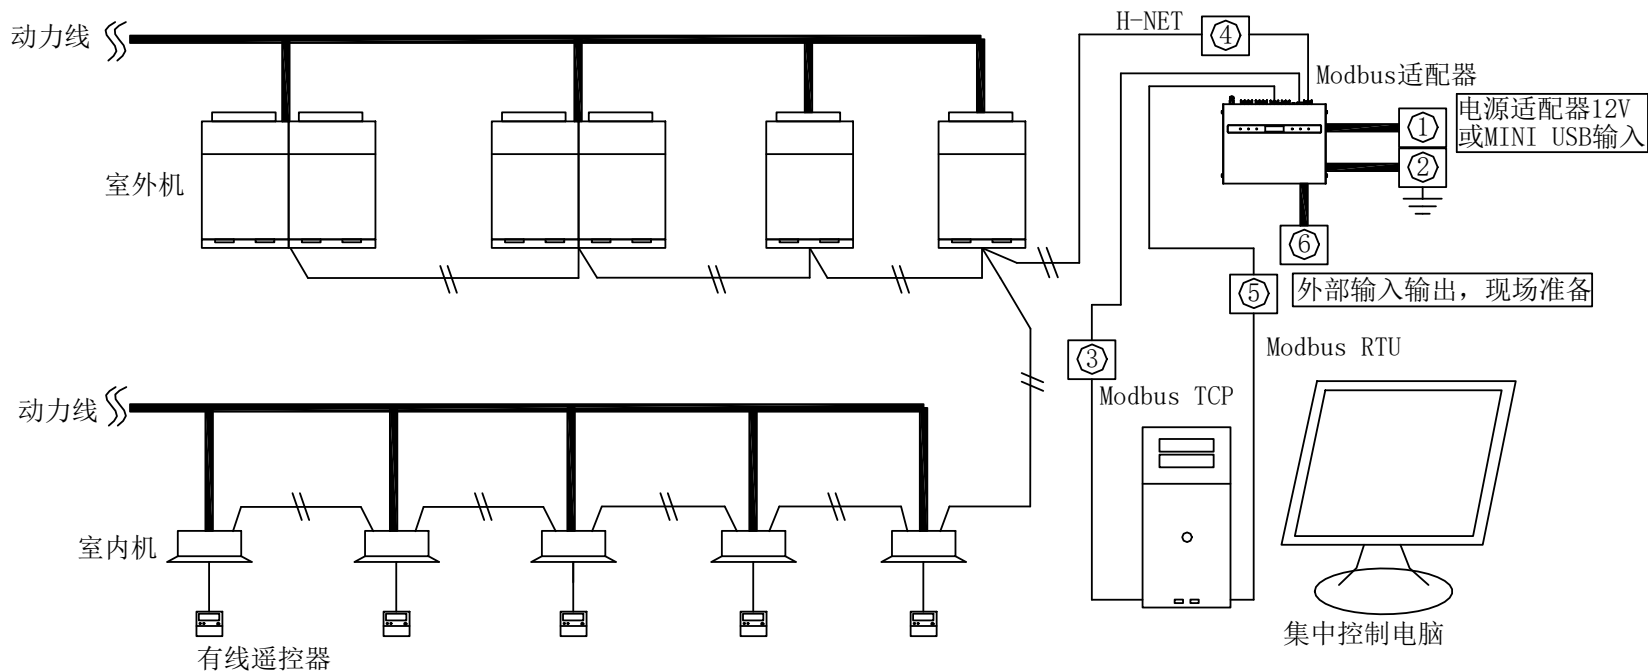 动力线
H-NET
④
Modbus适配器
电源适配器12V
或MINI USB输入
①
②
室外机
⑥
⑤
外部输入输出，现场准备
③
Modbus RTU
Modbus TCP
动力线
室内机
有线遥控器
集中控制电脑